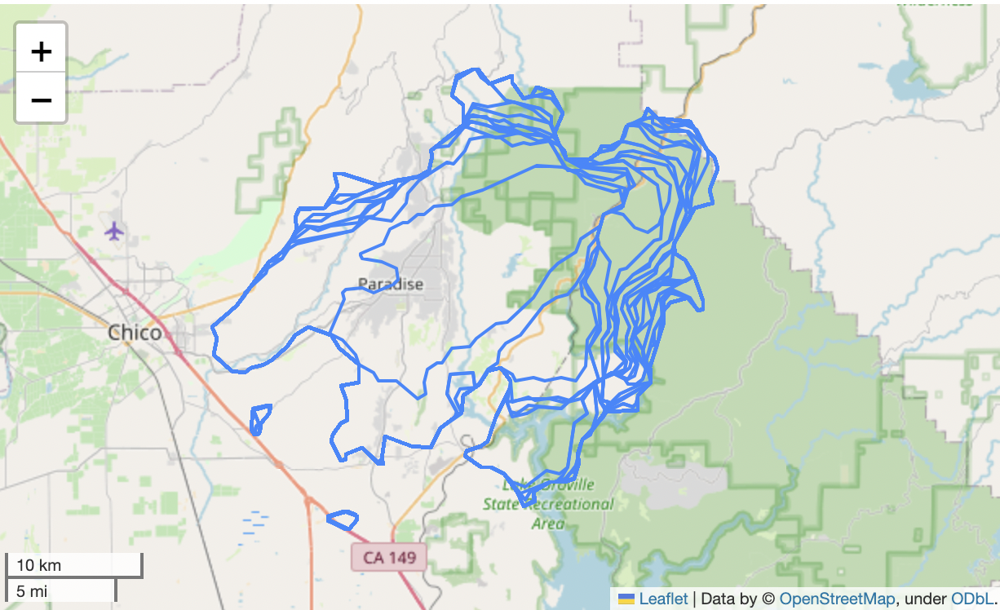 +
−
Paradise
Chico
Lake Oroville
State Recreational
Area
CA 149
10 km
5 mi
Leaflet | Data by © OpenStreetMap, under ODbL.